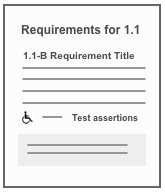 Requirements for 1.1
1.1-B Requirement Title
Test assertions